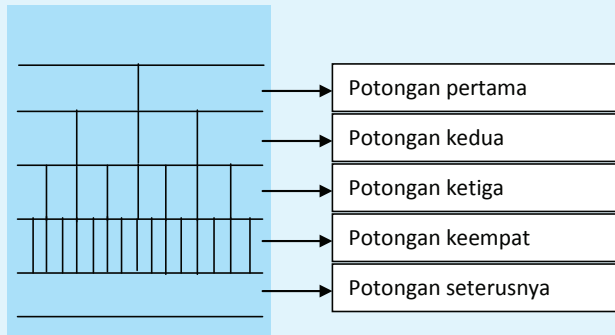 Potongan pertama
Potongan kedua
Potongan ketiga
Potongan keempat
Potongan seterusnya